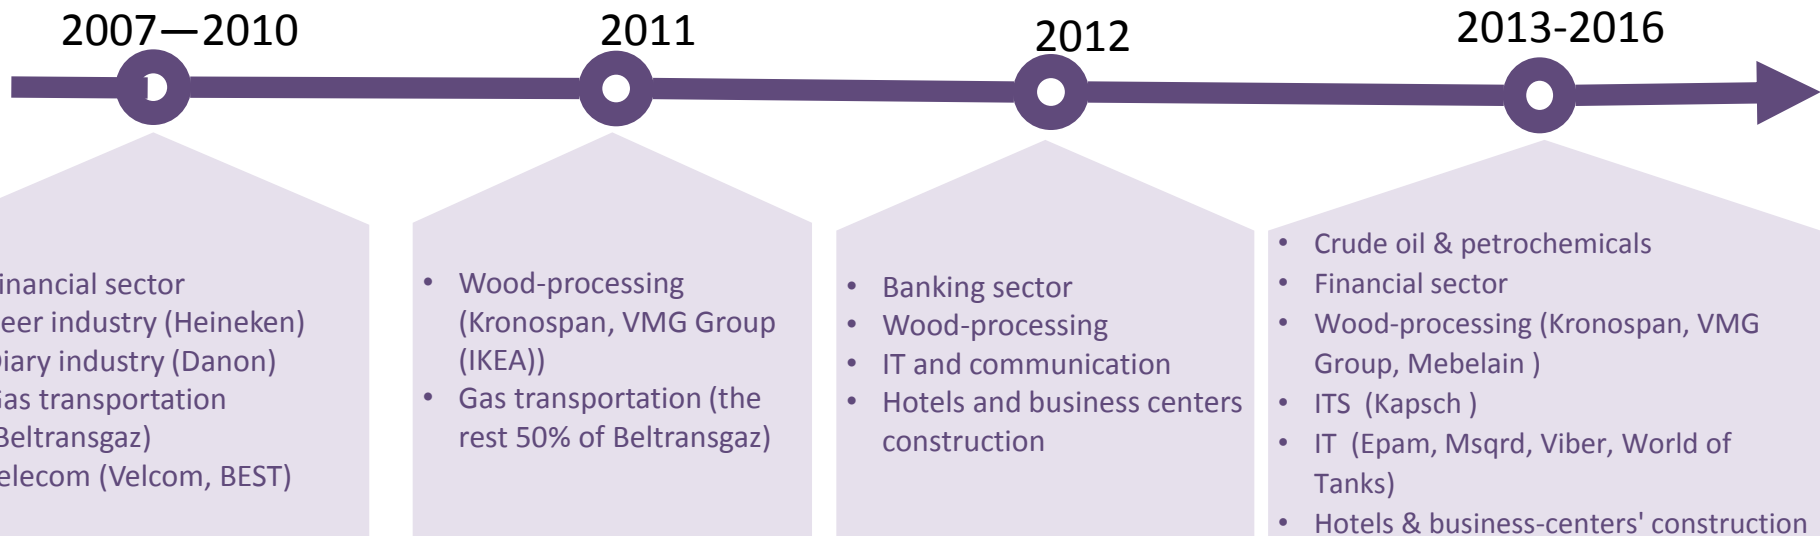 2007—2010
inancial sector
eer industry (Heineken)
Diary industry (Danon)
Gas transportation
Beltransgaz)
elecom (Velcom, BEST)
2011
• Wood-processing
(Kronospan, VMG Group
(IKEA))
• Gas transportation (the
rest 50% of Beltransgaz)
2012
• Banking sector
• Wood-processing
• IT and communication
• Hotels and business centers
construction
2013-2016
• Crude oil & petrochemicals
• Financial sector
• Wood-processing (Kronospan, VMG
Group, Mebelain )
• ITS (Kapsch )
• IT (Epam, Msqrd, Viber, World of
Tanks)
• Hotels & business-centers' construction